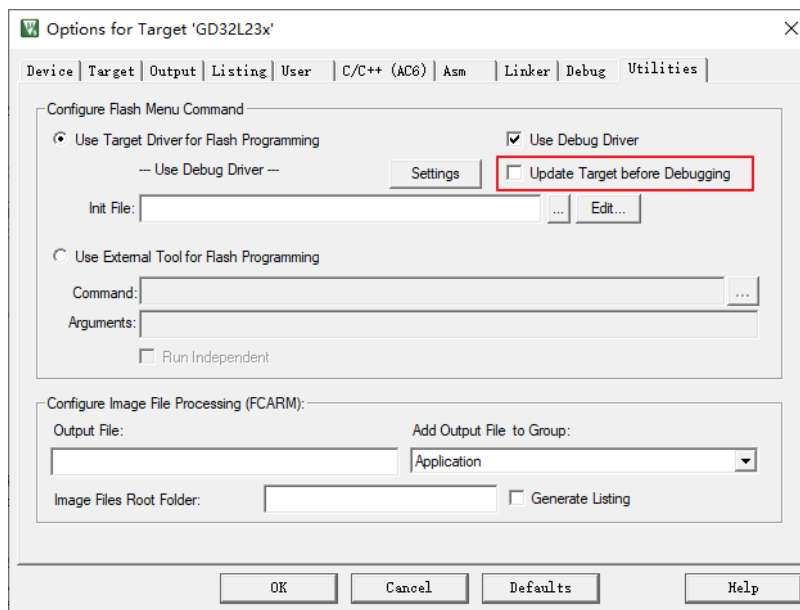 Options for Target 'GD32L23x'
Device Target Output Listing User C/C++ (AC6) Asm Linker Debug Utilities
Configure Flash Menu Command
Use Target Driver for Flash Programming Use Debug Driver
--- Use Debug Driver --- Settings Update Target before Debugging
Init File: ... Edit...
Use External Tool for Flash Programming
Command: ...
Arguments:
Run Independent
Configure Image File Processing (FCARM):
Output File: Add Output File to Group:
Application
Image Files Root Folder: Generate Listing
OK Cancel Defaults Help